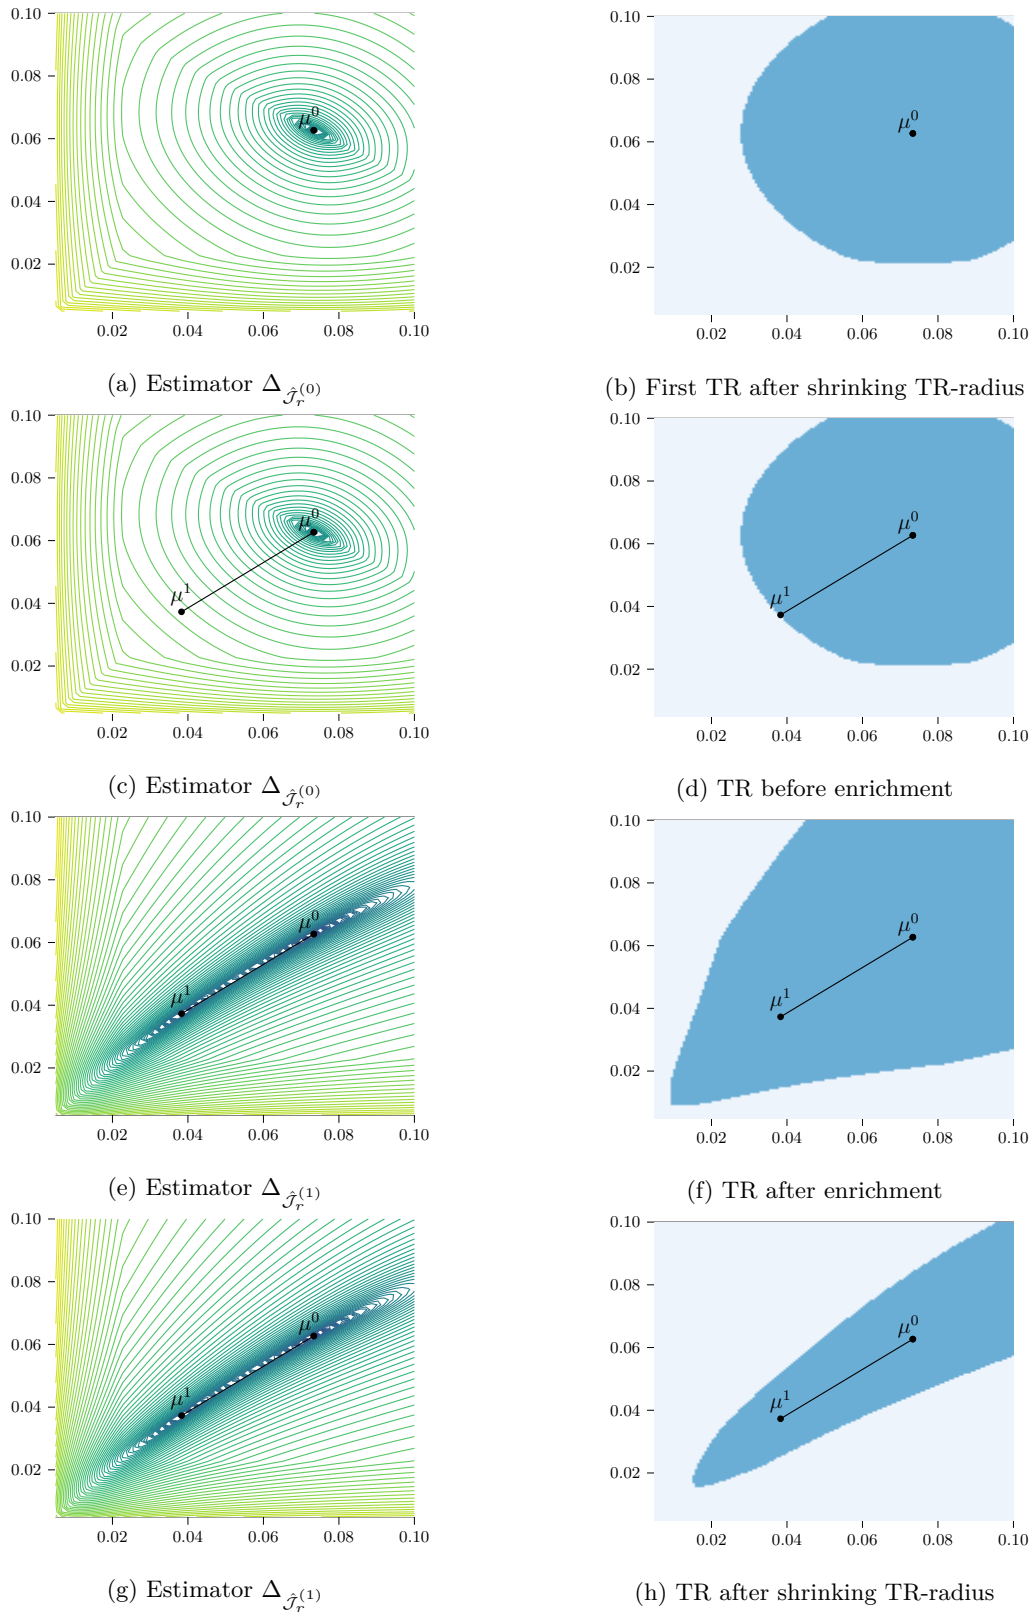 0.10
0.08
0.06
0.04
0.02
μ⁰
0.02 0.04 0.06 0.08 0.10
(a) Estimator Δ_{𝒥̂_r^{(0)}}
0.10
0.08
0.06
0.04
0.02
μ⁰
0.02 0.04 0.06 0.08 0.10
(b) First TR after shrinking TR-radius
0.10
0.08
0.06
0.04
0.02
μ⁰
μ¹
0.02 0.04 0.06 0.08 0.10
(c) Estimator Δ_{𝒥̂_r^{(0)}}
0.10
0.08
0.06
0.04
0.02
μ⁰
μ¹
0.02 0.04 0.06 0.08 0.10
(d) TR before enrichment
0.10
0.08
0.06
0.04
0.02
μ⁰
μ¹
0.02 0.04 0.06 0.08 0.10
(e) Estimator Δ_{𝒥̂_r^{(1)}}
0.10
0.08
0.06
0.04
0.02
μ⁰
μ¹
0.02 0.04 0.06 0.08 0.10
(f) TR after enrichment
0.10
0.08
0.06
0.04
0.02
μ⁰
μ¹
0.02 0.04 0.06 0.08 0.10
(g) Estimator Δ_{𝒥̂_r^{(1)}}
0.10
0.08
0.06
0.04
0.02
μ⁰
μ¹
0.02 0.04 0.06 0.08 0.10
(h) TR after shrinking TR-radius